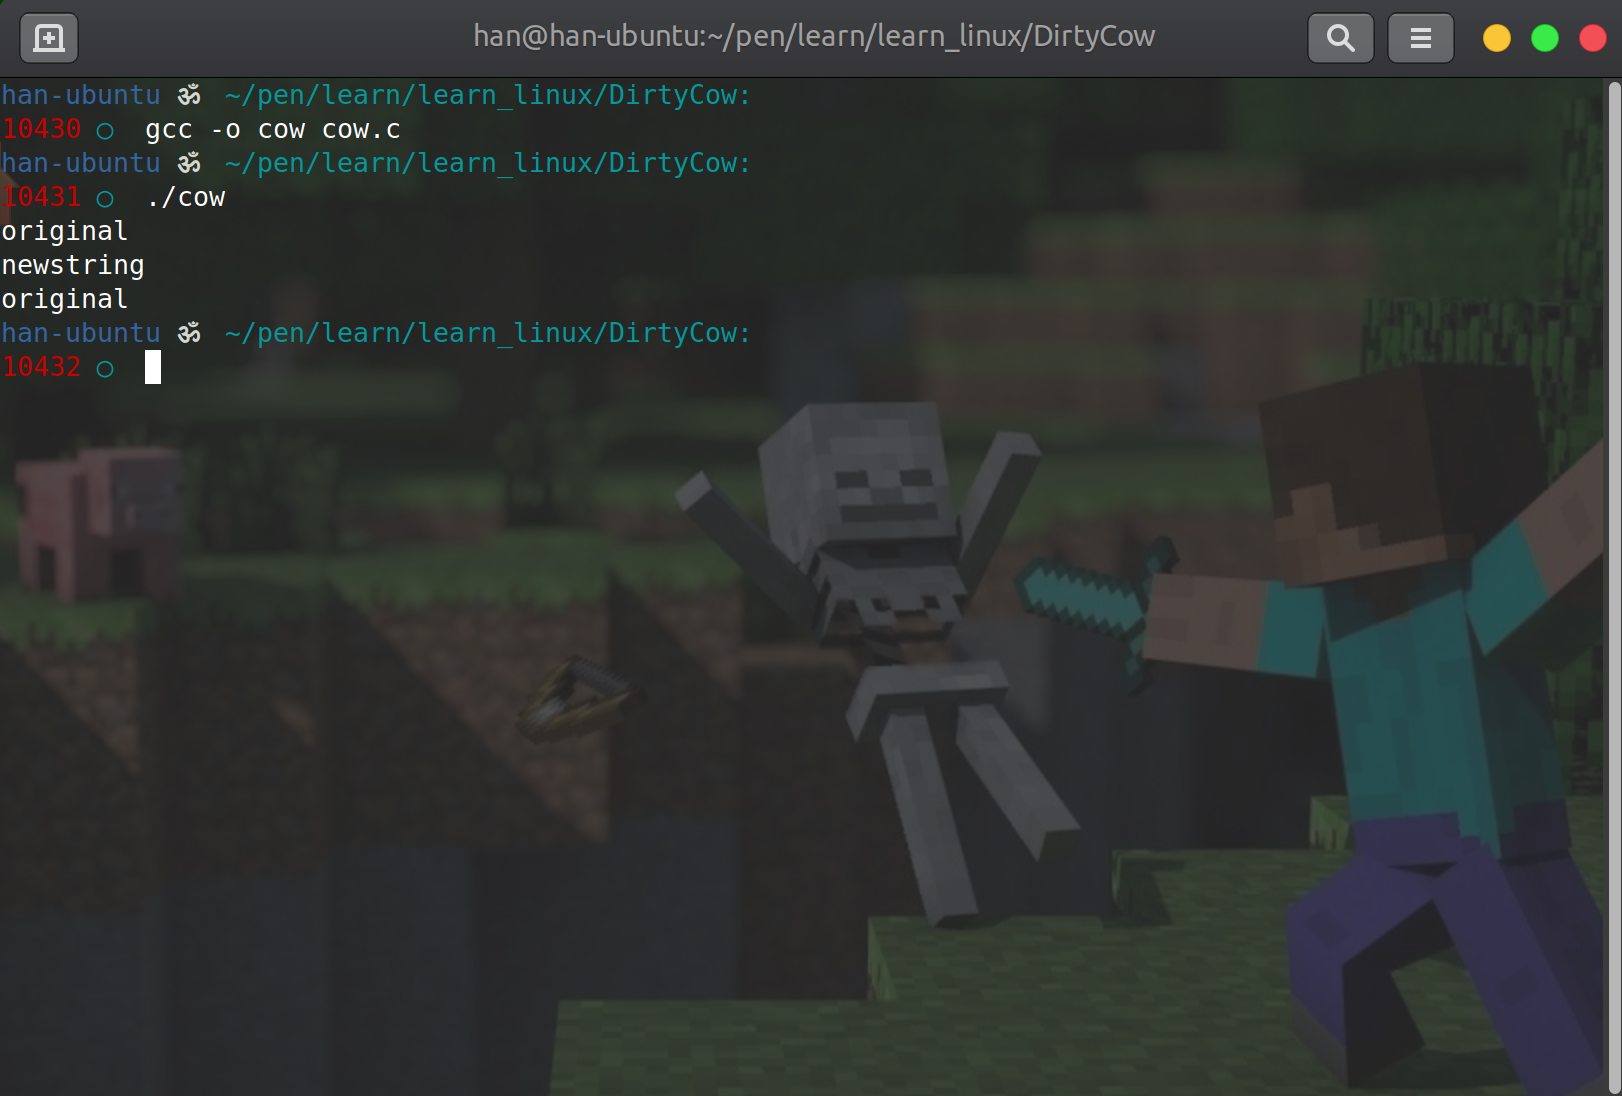 han@han-ubuntu:~/pen/learn/learn_linux/DirtyCow
han-ubuntu ॐ ~/pen/learn/learn_linux/DirtyCow:
10430 ○ gcc -o cow cow.c
han-ubuntu ॐ ~/pen/learn/learn_linux/DirtyCow:
10431 ○ ./cow
original
newstring
original
han-ubuntu ॐ ~/pen/learn/learn_linux/DirtyCow:
10432 ○